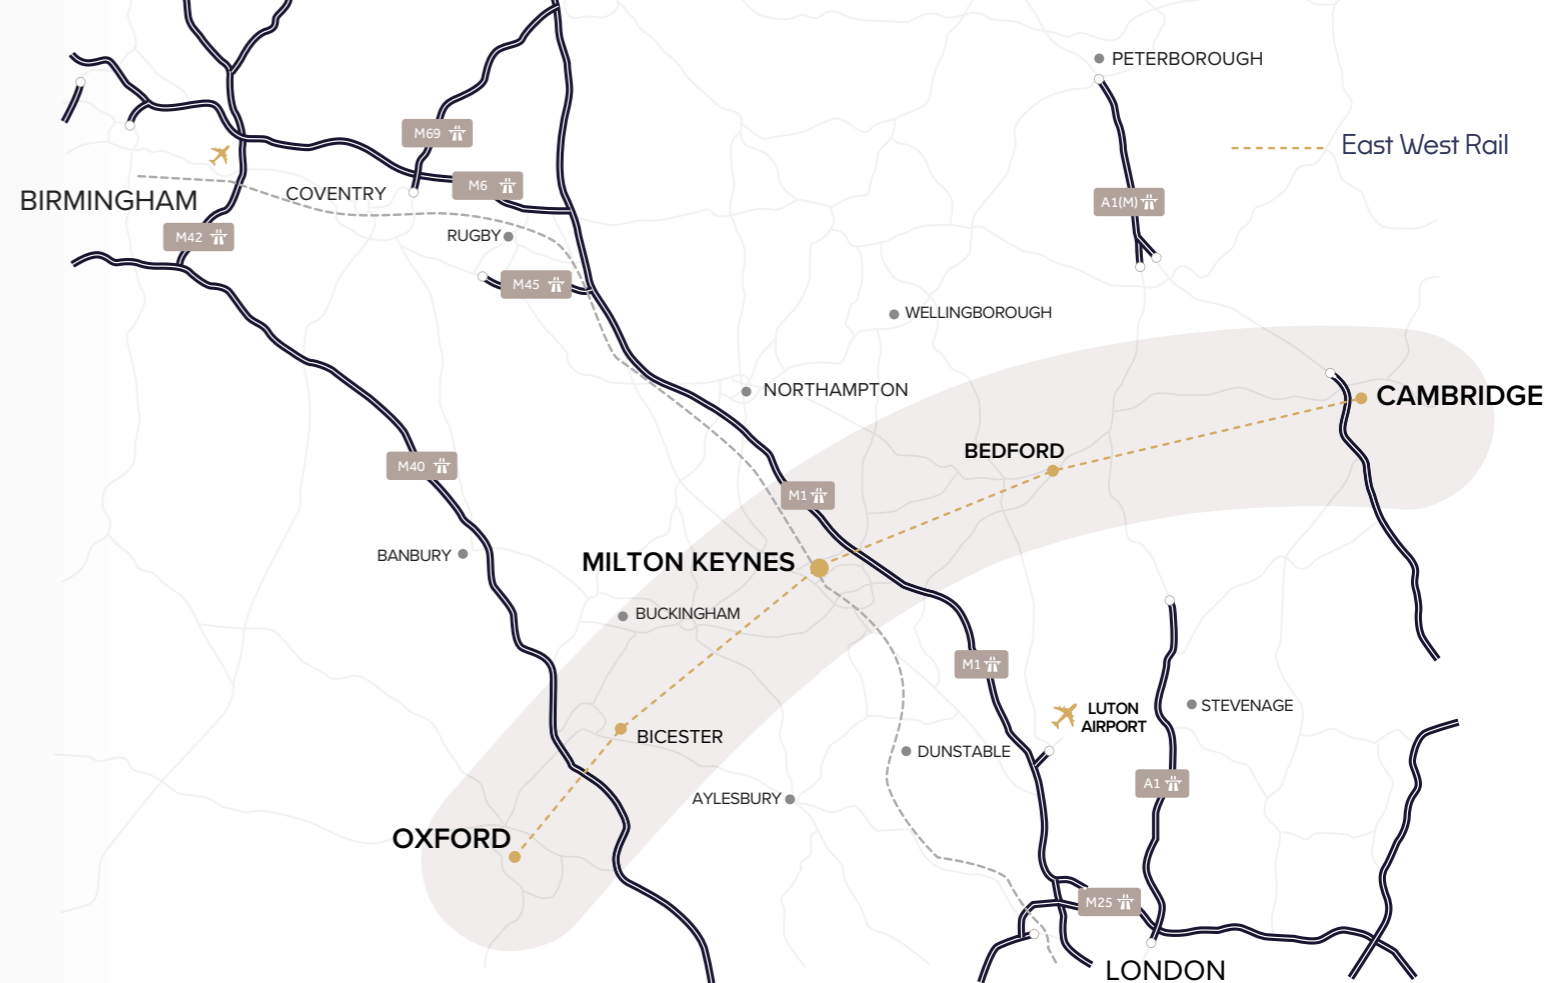 PETERBOROUGH
M69
East West Rail
COVENTRY
M6
BIRMINGHAM
A1(M)
M42
RUGBY
M45
WELLINGBOROUGH
NORTHAMPTON
CAMBRIDGE
BEDFORD
M40
M1
BANBURY
MILTON KEYNES
BUCKINGHAM
M1
LUTON
AIRPORT
STEVENAGE
BICESTER
DUNSTABLE
A1
AYLESBURY
OXFORD
M25
LONDON